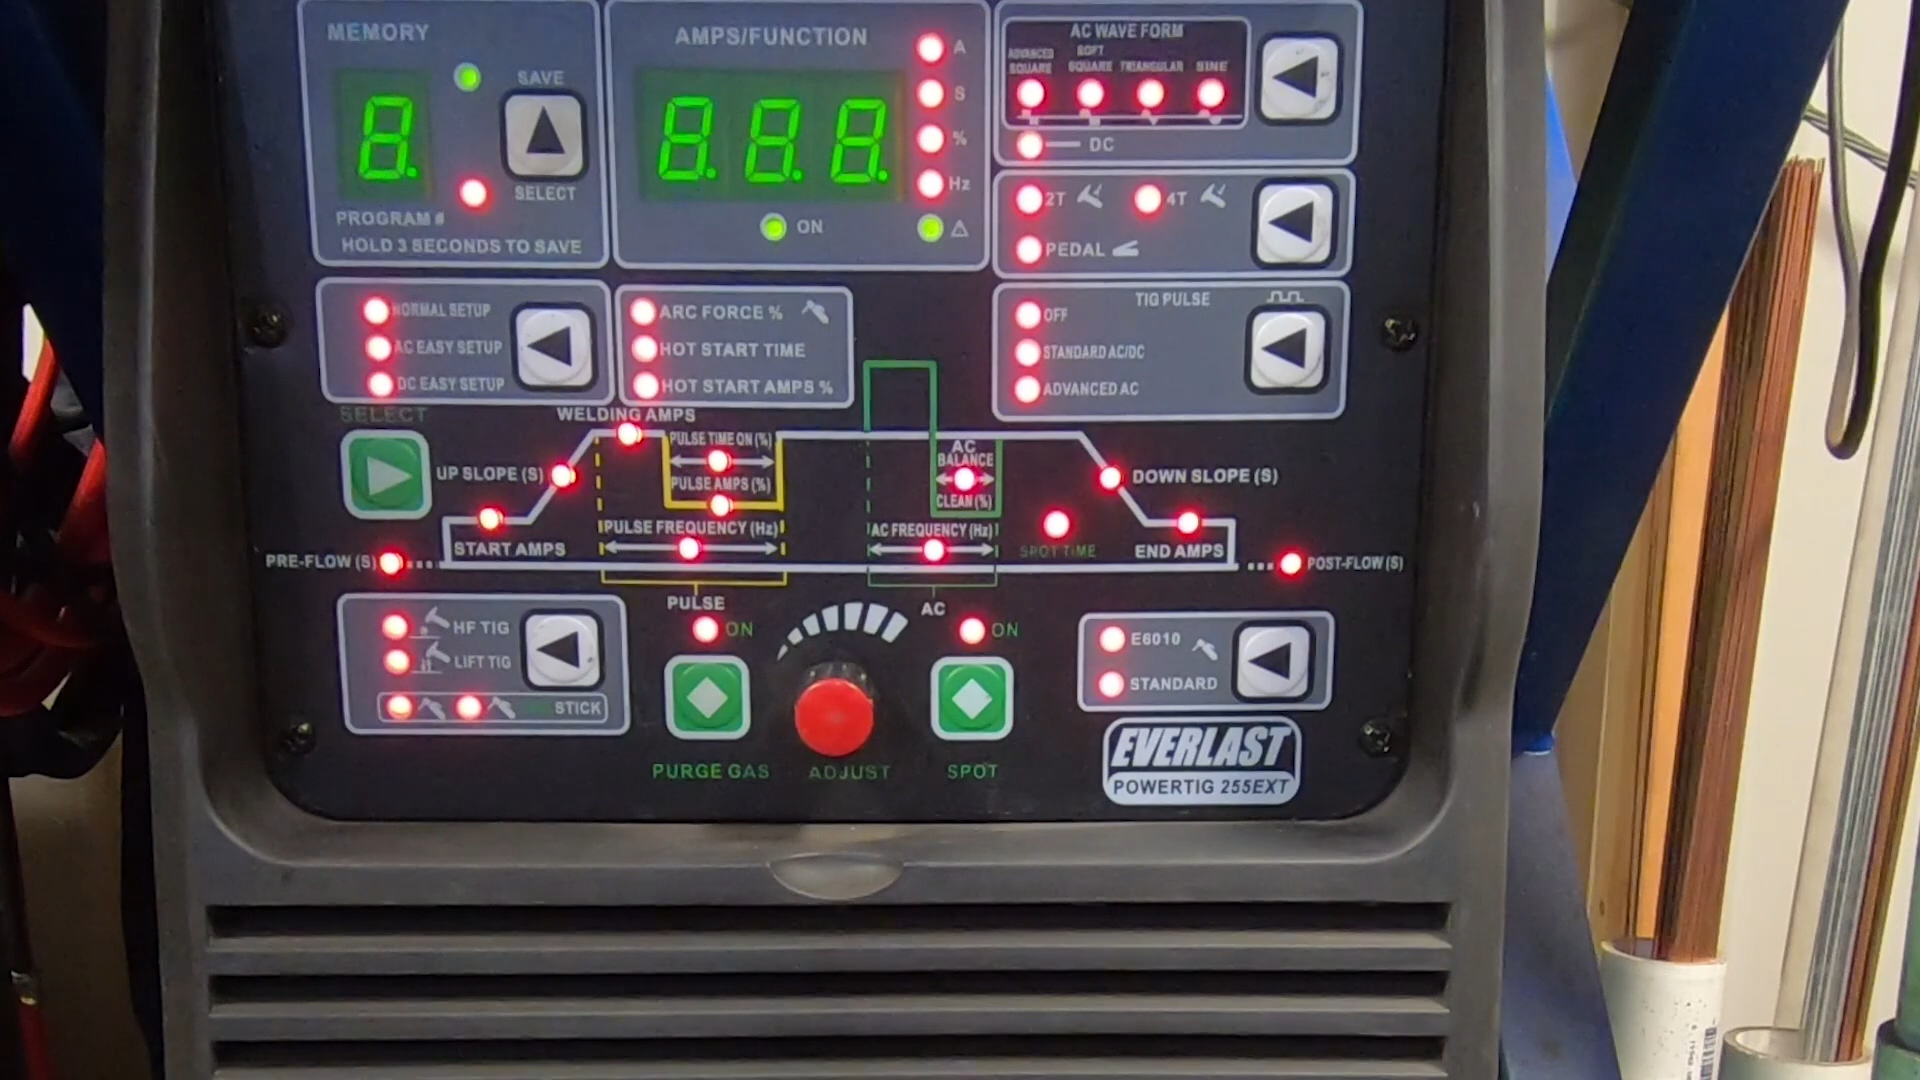 MEMORY
8.
SAVE
SELECT
PROGRAM #
HOLD 3 SECONDS TO SAVE
AMPS/FUNCTION
8.8.8.
A
S
%
Hz
ON
AC WAVE FORM
ADVANCED SQUARE
SOFT SQUARE
TRIANGULAR
SINE
DC
2T
4T
PEDAL
NORMAL SETUP
AC EASY SETUP
DC EASY SETUP
ARC FORCE %
HOT START TIME
HOT START AMPS %
TIG PULSE
OFF
STANDARD AC/DC
ADVANCED AC
SELECT
WELDING AMPS
PULSE TIME ON (%)
PULSE AMPS (%)
PULSE FREQUENCY (Hz)
UP SLOPE (S)
START AMPS
PRE-FLOW (S)
AC
BALANCE
CLEAN (%)
AC FREQUENCY (Hz)
SPOT TIME
DOWN SLOPE (S)
END AMPS
POST-FLOW (S)
PULSE
AC
HF TIG
LIFT TIG
STICK
ON
PURGE GAS
ADJUST
ON
SPOT
E6010
STANDARD
EVERLAST
POWERTIG 255EXT